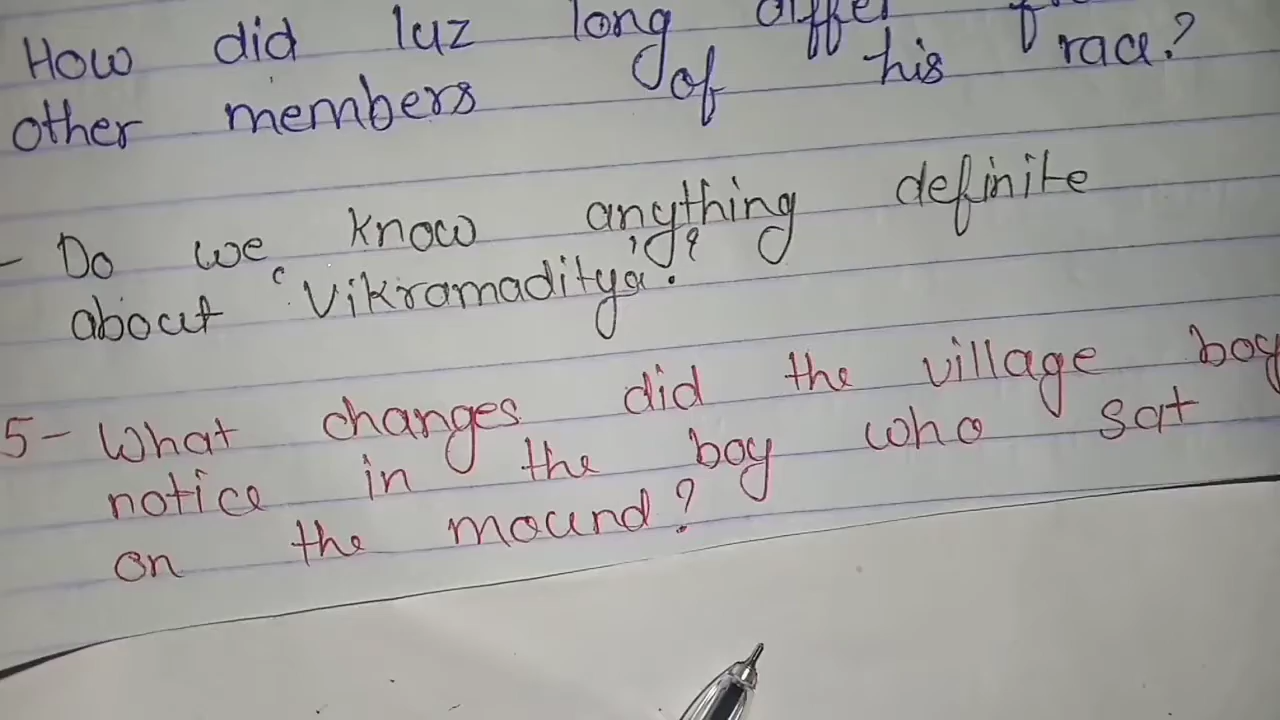 How did luz long differ
other members of his race?
- Do we know anything definite
about 'Vikramaditya'?
5- What changes did the village boy
notice in the boy who sat
on the mound?